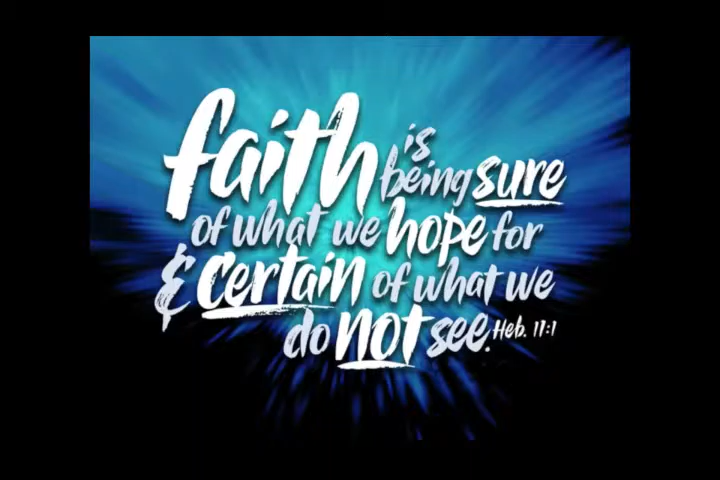 faith is
being sure
of what we hope for
& certain of what we
do not see. Heb. 11:1